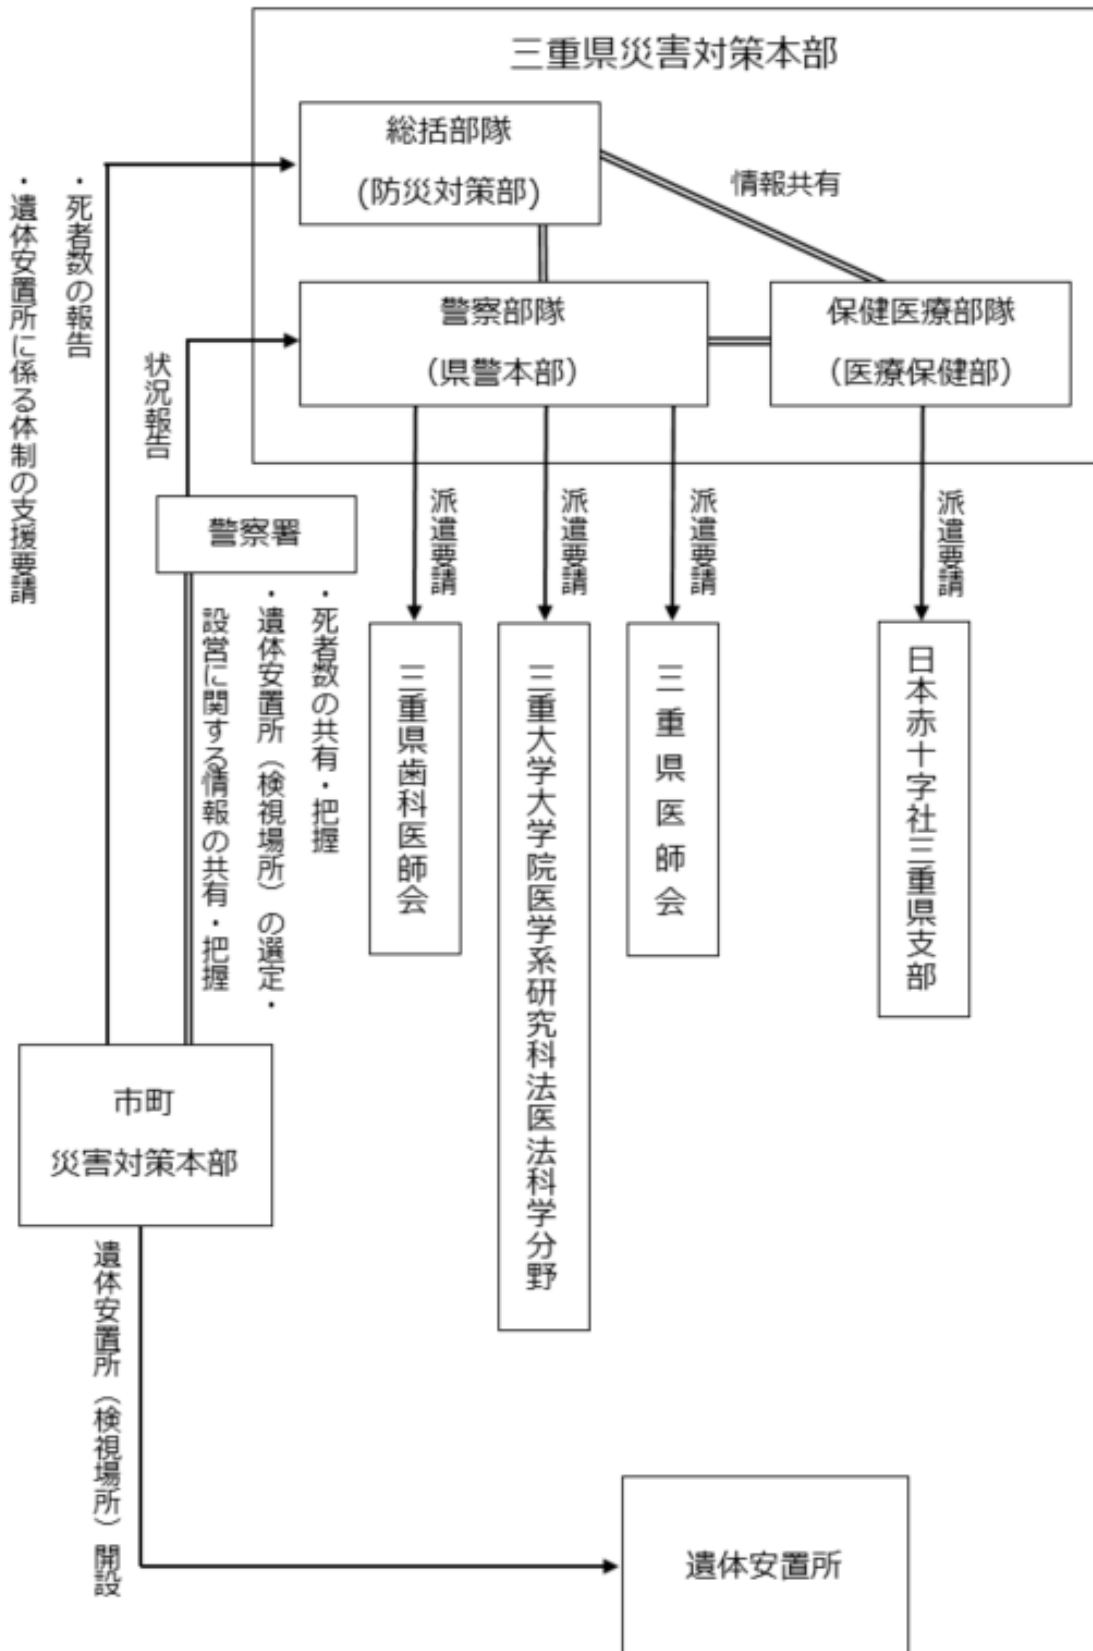 三重県災害対策本部
総括部隊
(防災対策部)
情報共有
警察部隊
(県警本部)
保健医療部隊
(医療保健部)
・死者数の報告
・遺体安置所に係る体制の支援要請
状況報告
警察署
派遣要請
派遣要請
派遣要請
派遣要請
・死者数の共有・把握
・遺体安置所（検視場所）の選定・
設営に関する情報の共有・把握
三重県歯科医師会
三重大学大学院医学系研究科法医法科学分野
三重県医師会
日本赤十字社三重県支部
市町
災害対策本部
遺体安置所（検視場所）開設
遺体安置所